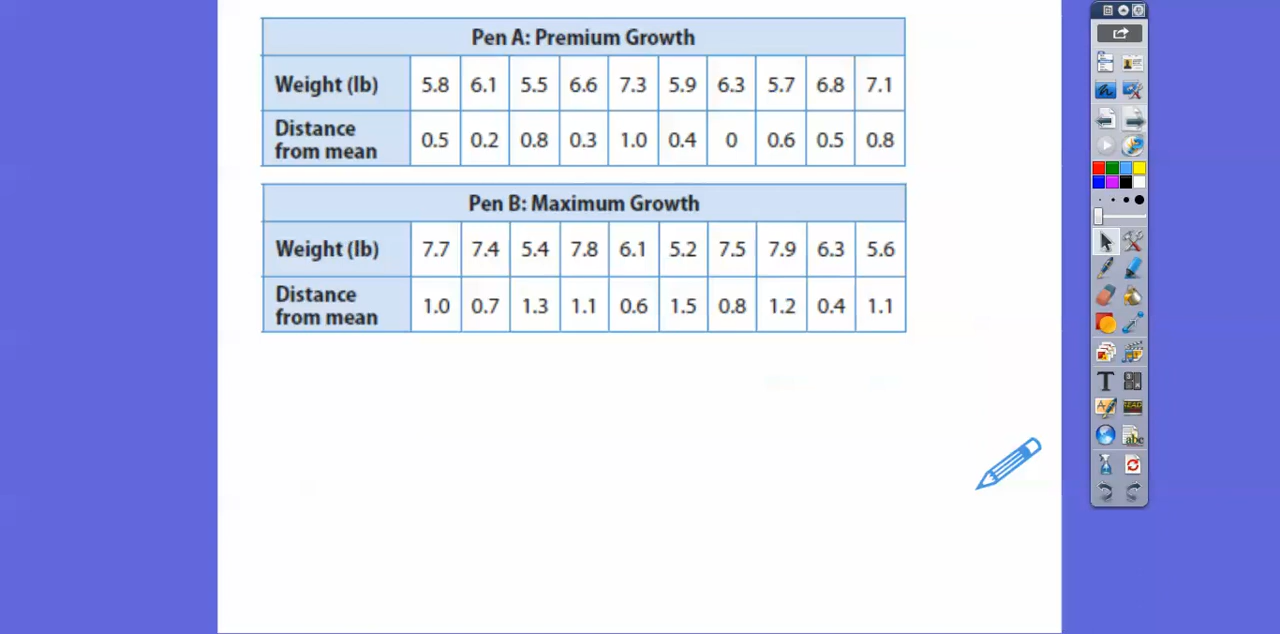 Pen A: Premium Growth
Weight (lb) 5.8 6.1 5.5 6.6 7.3 5.9 6.3 5.7 6.8 7.1
Distance
from mean 0.5 0.2 0.8 0.3 1.0 0.4 0 0.6 0.5 0.8
Pen B: Maximum Growth
Weight (lb) 7.7 7.4 5.4 7.8 6.1 5.2 7.5 7.9 6.3 5.6
Distance
from mean 1.0 0.7 1.3 1.1 0.6 1.5 0.8 1.2 0.4 1.1
T
abc